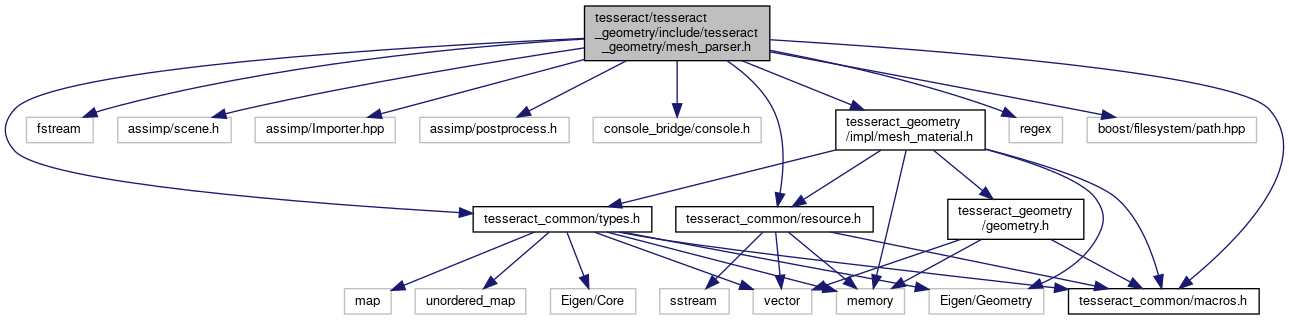 tesseract/tesseract
_geometry/include/tesseract
_geometry/mesh_parser.h
fstream
assimp/scene.h
assimp/Importer.hpp
assimp/postprocess.h
console_bridge/console.h
tesseract_geometry
/impl/mesh_material.h
regex
boost/filesystem/path.hpp
tesseract_common/types.h
tesseract_common/resource.h
tesseract_geometry
/geometry.h
map
unordered_map
Eigen/Core
sstream
vector
memory
Eigen/Geometry
tesseract_common/macros.h